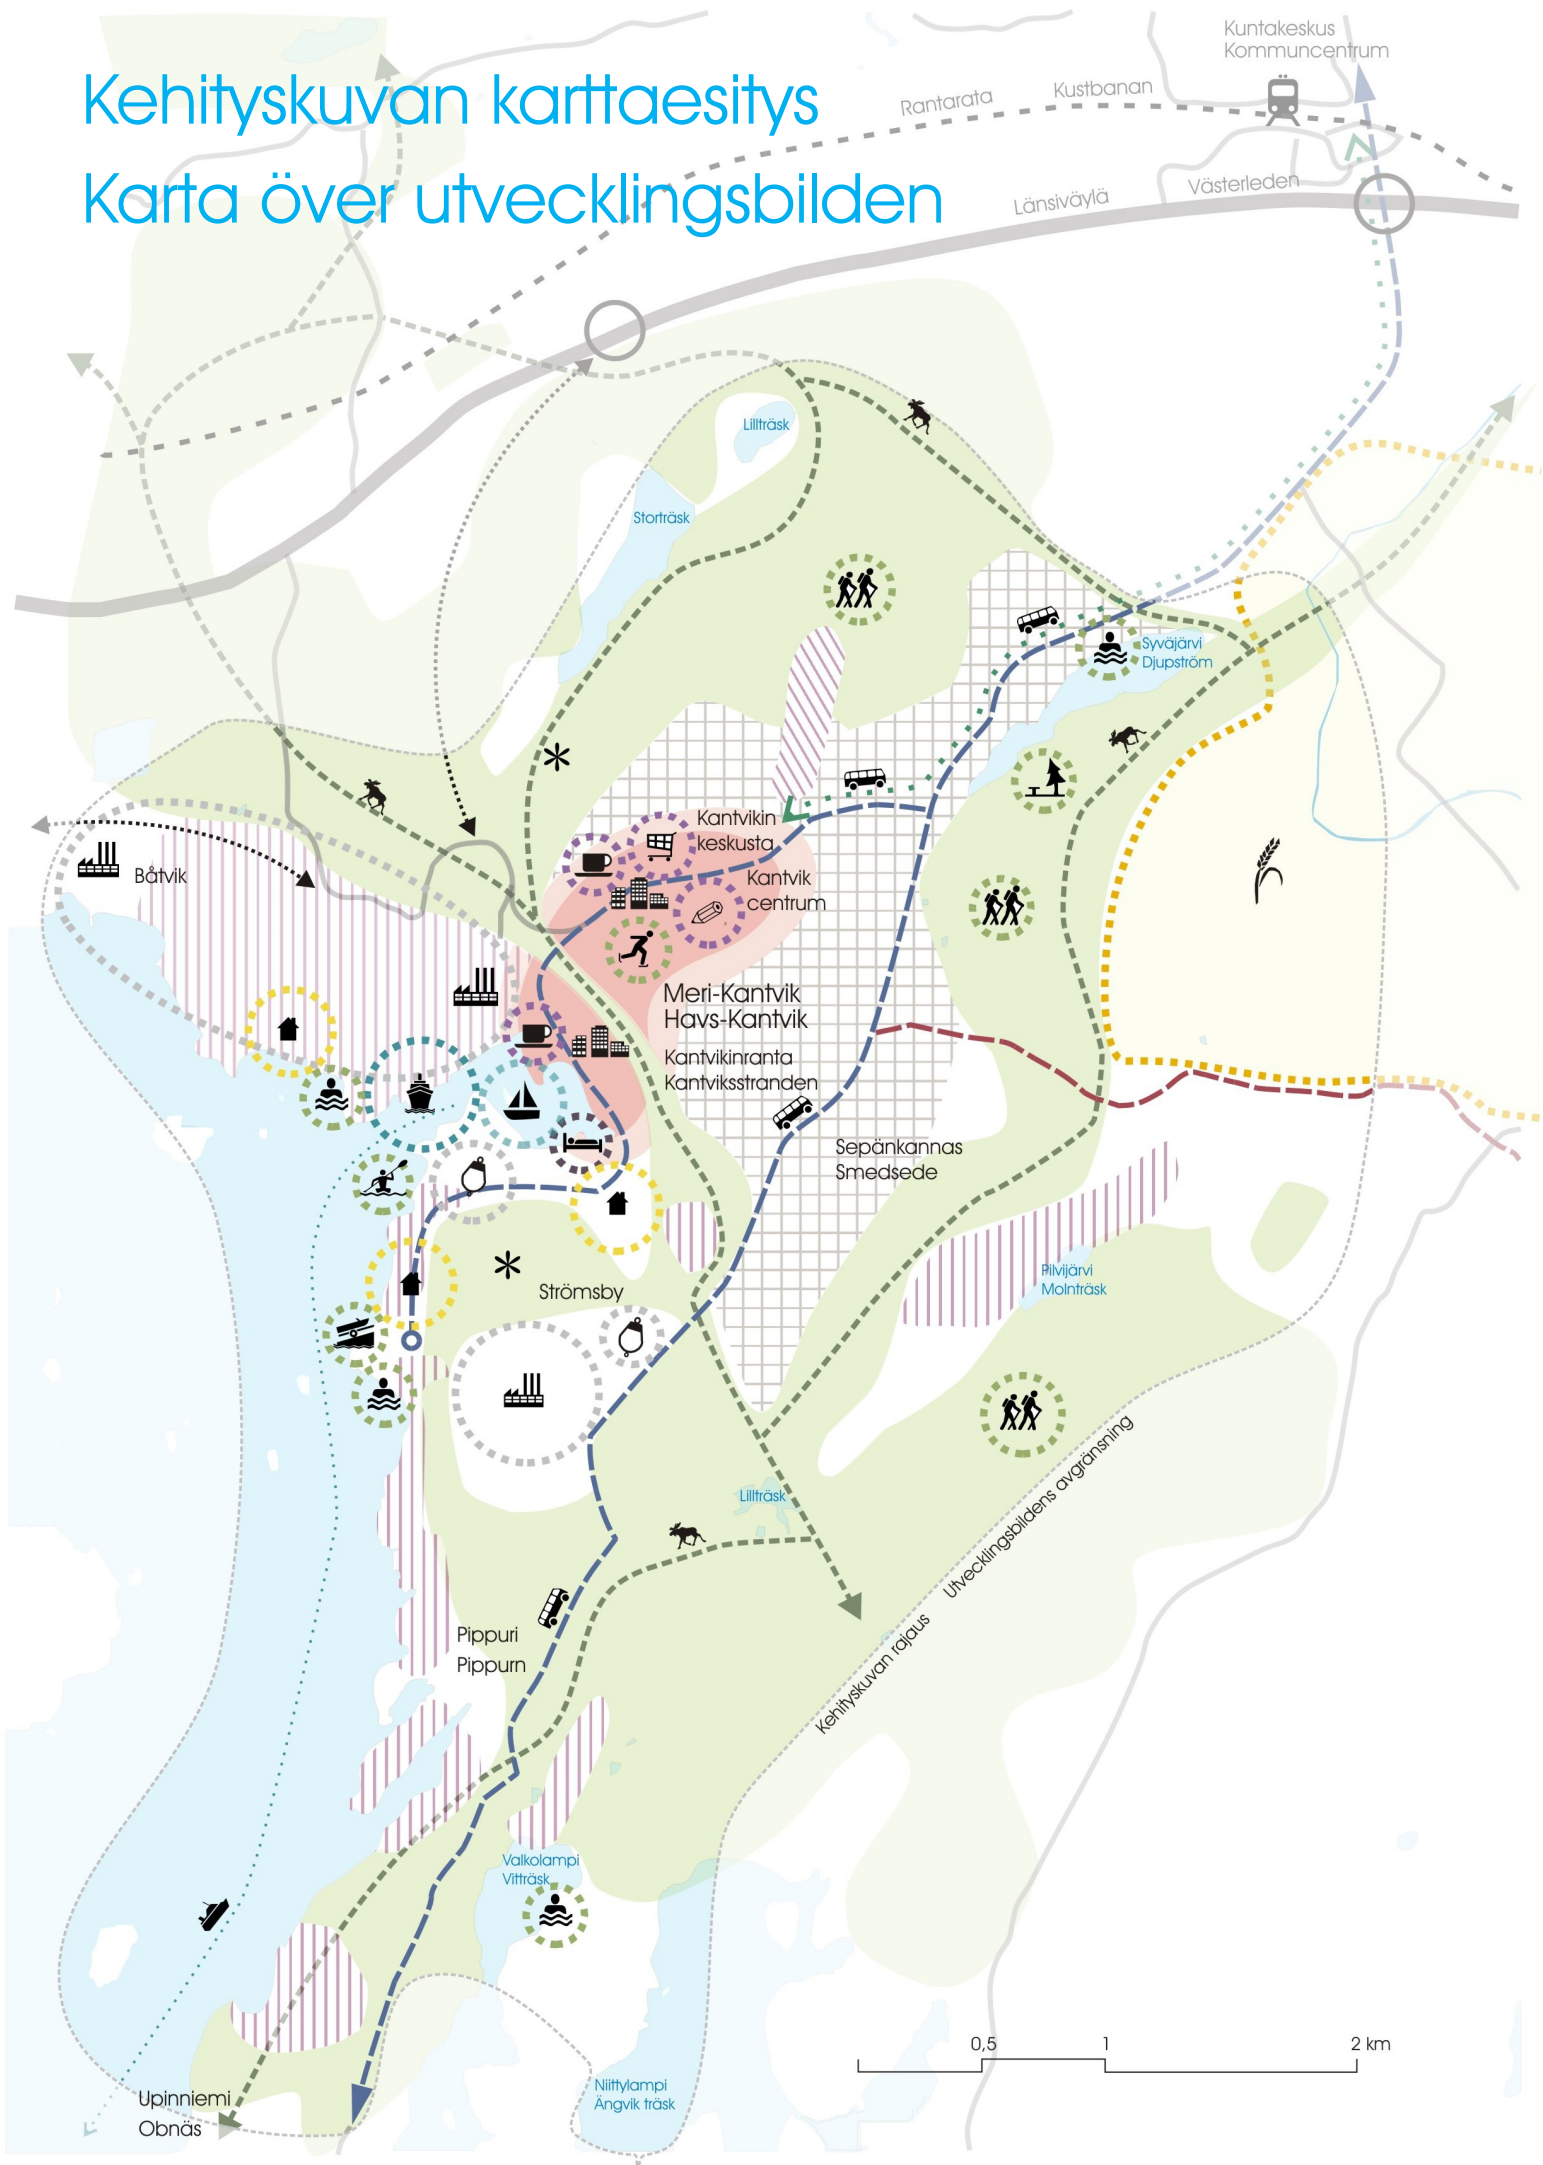 Kehityskuvan karttaesitys
Karta över utvecklingsbilden
Kuntakeskus
Kommuncentrum
Rantarata
Kustbanan
Länsiväylä
Västerleden
Lillträsk
Storträsk
Syväjärvi
Djupström
Båtvik
Kantvikin
keskusta
Kantvik
centrum
Meri-Kantvik
Havs-Kantvik
Kantvikinranta
Kantviksstranden
Sepänkannas
Smedsede
Pilvijärvi
Molnträsk
Strömsby
Lillträsk
Kehityskuvan rajaus
Utvecklingsbildens avgränsning
Pippuri
Pippurn
Valkolampi
Vitträsk
0,5
1
2 km
Niittylampi
Ängvik träsk
Upinniemi
Obnäs